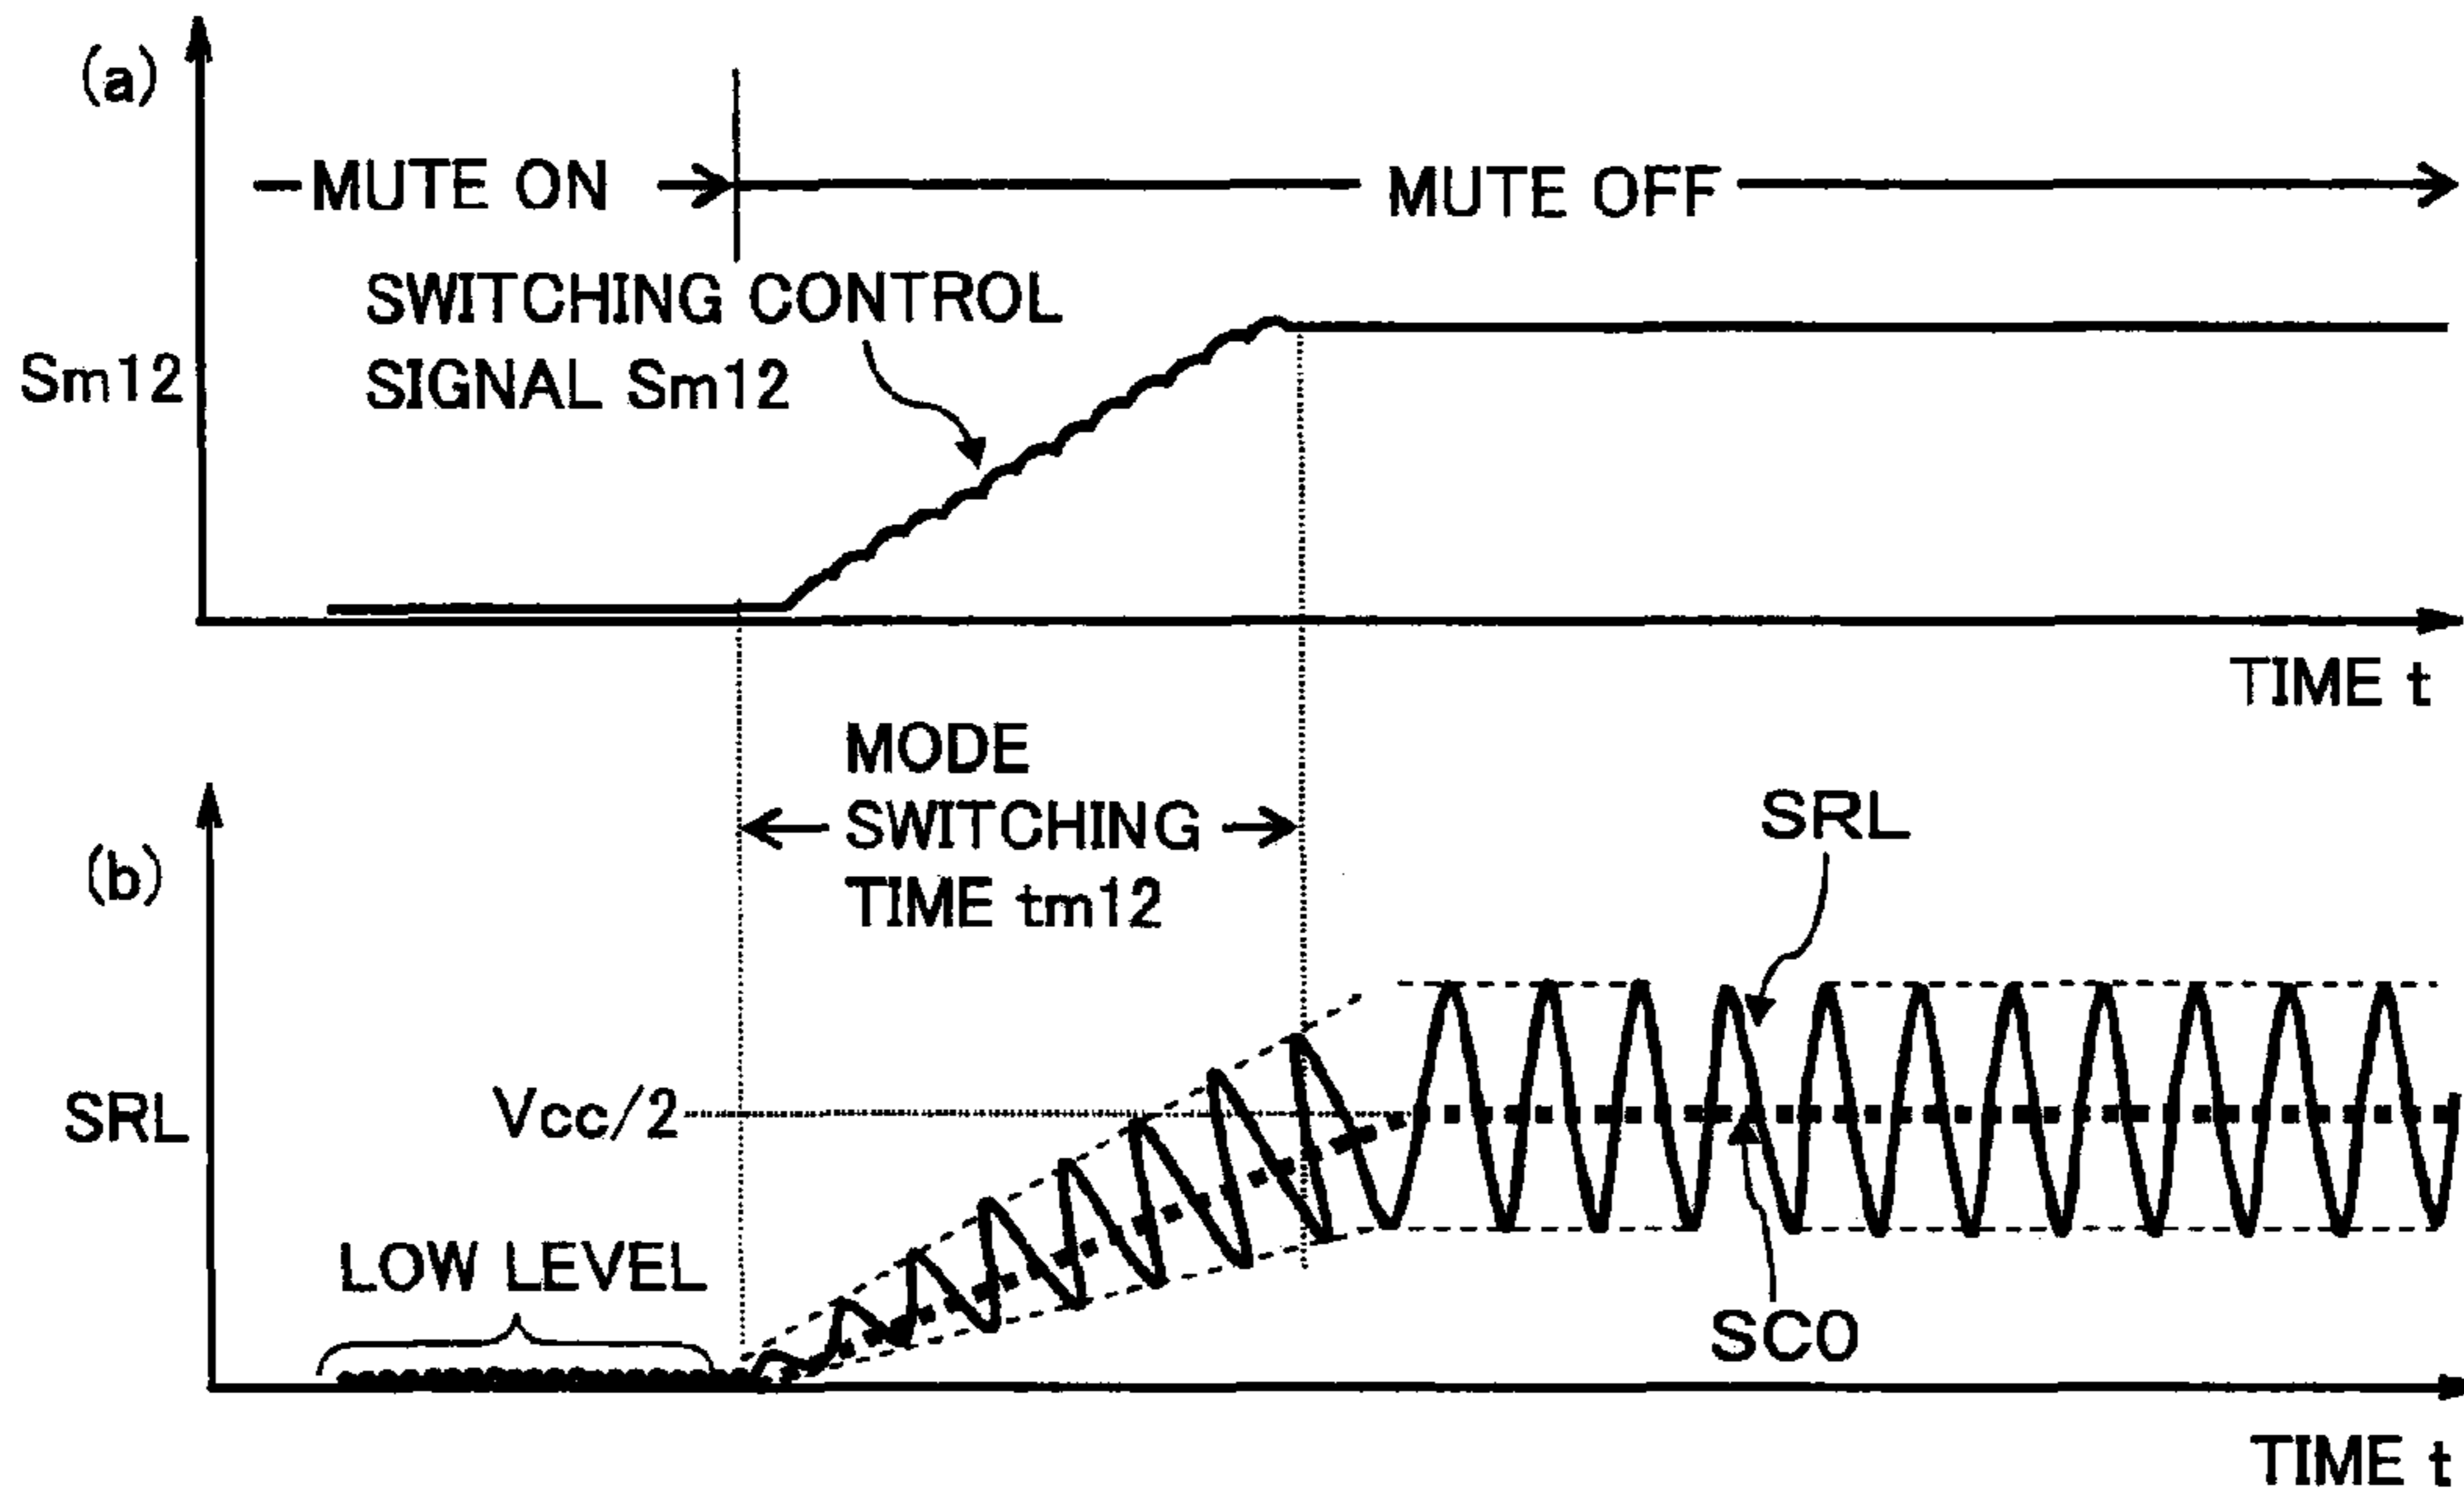 (a)
MUTE ON
MUTE OFF
SWITCHING CONTROL
SIGNAL Sm12
Sm12
TIME t
MODE
SWITCHING
TIME tm12
(b)
SRL
Vcc/2
SRL
LOW LEVEL
SCO
TIME t